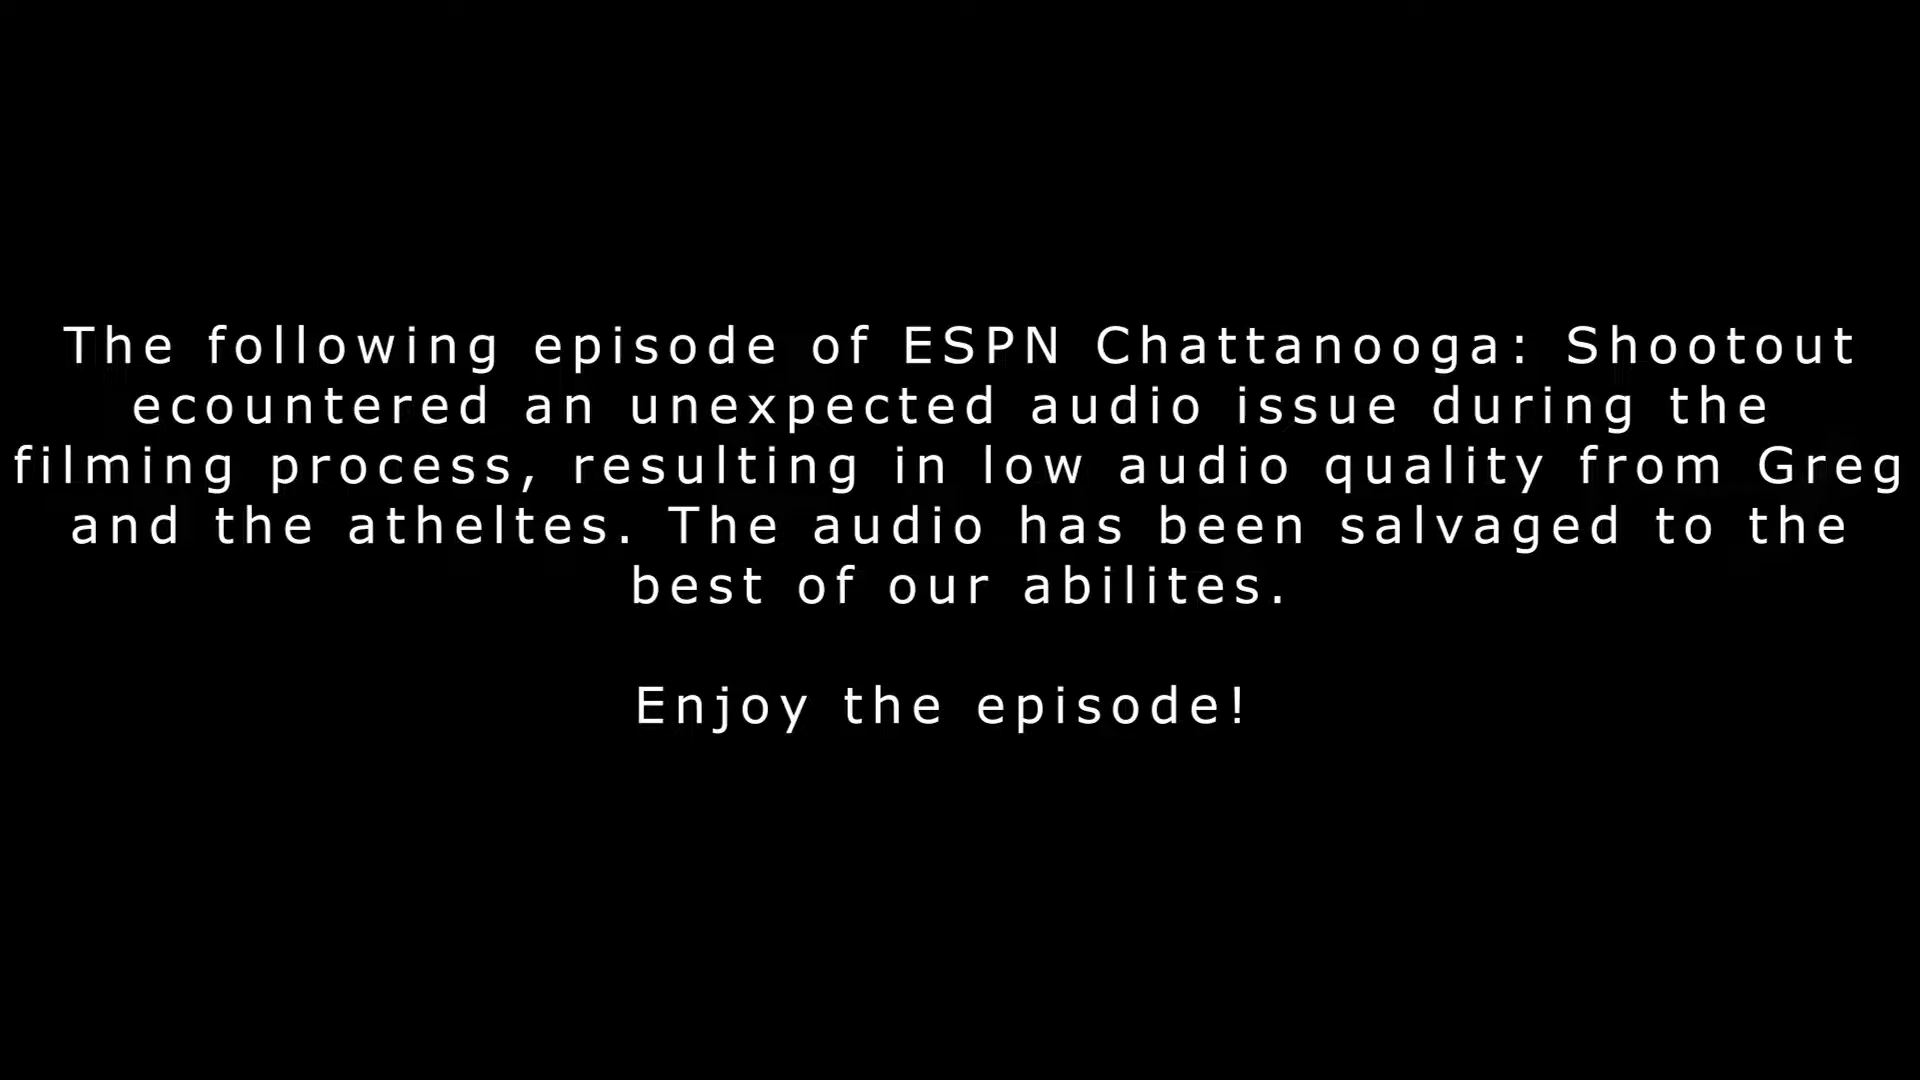 The following episode of ESPN Chattanooga: Shootout
ecountered an unexpected audio issue during the
filming process, resulting in low audio quality from Greg
and the atheltes. The audio has been salvaged to the
best of our abilites.
Enjoy the episode!